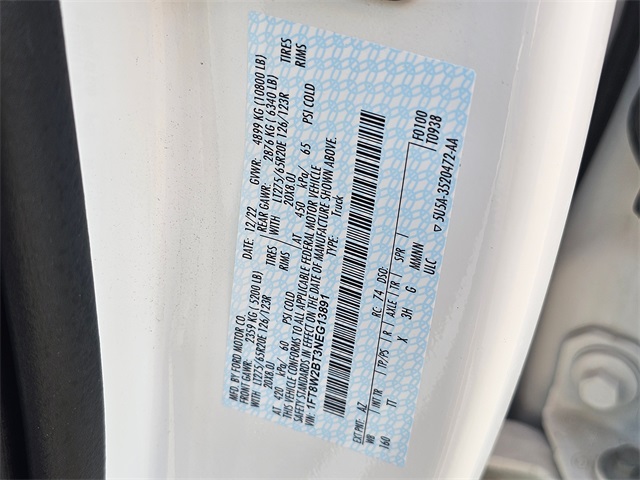 MFD. BY FORD MOTOR CO.
DATE: 12/22 GVWR: 4899 KG (10800 LB)
FRONT GAWR: 2359 KG (5200 LB) REAR GAWR: 2876 KG (6340 LB)
LT275/65R20E 126/123R TIRES WITH LT275/65R20E 126/123R TIRES
20X8.0J RIMS 20X8.0J RIMS
AT 420 kPa/ 60 PSI COLD AT 450 kPa/ 65 PSI COLD
THIS VEHICLE CONFORMS TO ALL APPLICABLE FEDERAL MOTOR VEHICLE
SAFETY STANDARDS IN EFFECT ON THE DATE OF MANUFACTURE SHOWN ABOVE.
VIN: 1FT8W2BT3NEG13891 TYPE: Truck
F0100
T0938
EXT PNT: AZ RC: 74 DSO:
WB INT TR TP/PS R AXLE TR SPR
160 TT X 3H G MMMNN
ULC ▽ 5U5A-3520472-AA